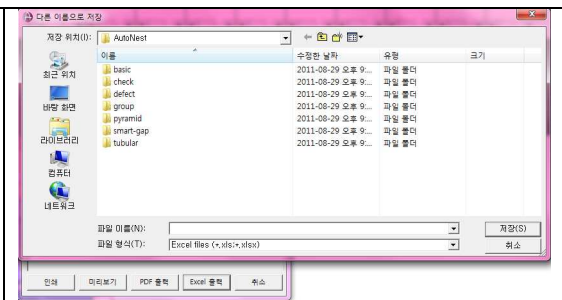 다른 이름으로 저장
저장 위치(I): AutoNest
이름 수정한 날짜 유형 크기
basic 2011-08-29 오후 9:... 파일 폴더
check 2011-08-29 오후 9:... 파일 폴더
defect 2011-08-29 오후 9:... 파일 폴더
group 2011-08-29 오후 9:... 파일 폴더
pyramid 2011-08-29 오후 9:... 파일 폴더
smart-gap 2011-08-29 오후 9:... 파일 폴더
tubular 2011-08-29 오후 9:... 파일 폴더
최근 위치
바탕 화면
라이브러리
컴퓨터
네트워크
파일 이름(N): 저장(S)
파일 형식(T): Excel files (*.xls;*.xlsx) 취소
인쇄 미리보기 PDF 출력 Excel 출력 취소